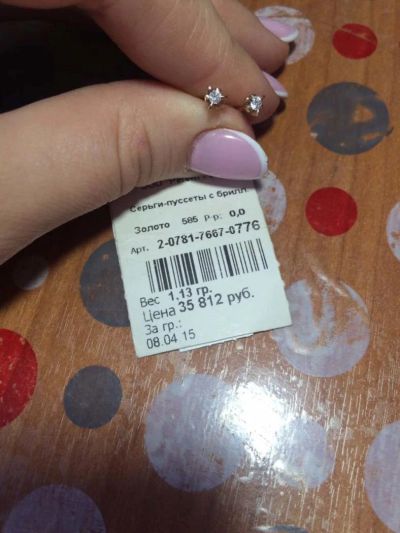 Серьги-пуссеты с брилл.
Золото 585 Р-р: 0,0
Арт. 2-0781-7667-0776
Вес 1,13 гр.
Цена 35 812 руб.
За гр.:
08.04 15